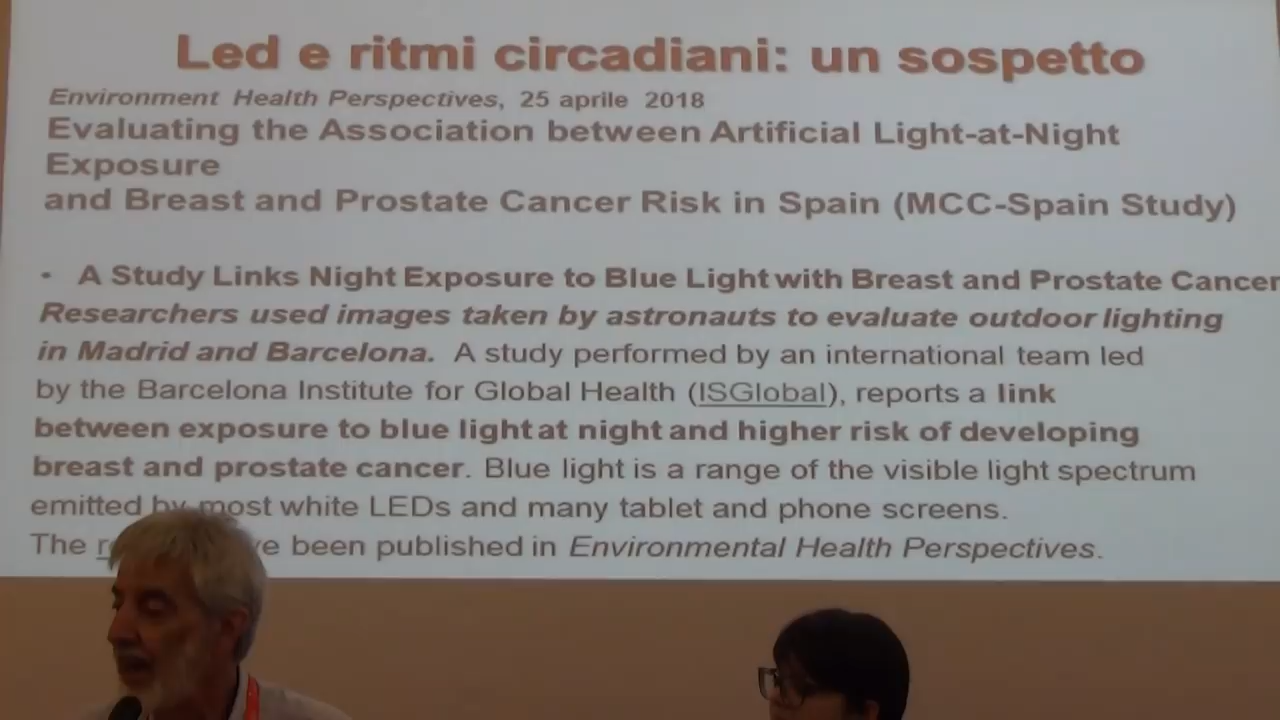 Led e ritmi circadiani: un sospetto
Environment Health Perspectives, 25 aprile 2018
Evaluating the Association between Artificial Light-at-Night
Exposure
and Breast and Prostate Cancer Risk in Spain (MCC-Spain Study)
• A Study Links Night Exposure to Blue Light with Breast and Prostate Cancer
Researchers used images taken by astronauts to evaluate outdoor lighting
in Madrid and Barcelona. A study performed by an international team led
by the Barcelona Institute for Global Health (ISGlobal), reports a link
between exposure to blue light at night and higher risk of developing
breast and prostate cancer. Blue light is a range of the visible light spectrum
emitted by most white LEDs and many tablet and phone screens.
The been published in Environmental Health Perspectives.